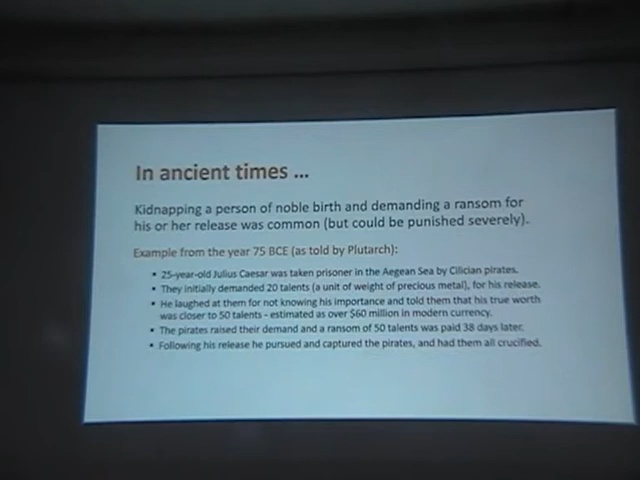 In ancient times ...
Kidnapping a person of noble birth and demanding a ransom for
his or her release was common (but could be punished severely).
Example from the year 75 BCE (as told by Plutarch):
• 25-year-old Julius Caesar was taken prisoner in the Aegean Sea by Cilician pirates.
• They initially demanded 20 talents (a unit of weight of precious metal), for his release.
• He laughed at them for not knowing his importance and told them that his true worth
was closer to 50 talents - estimated as over $60 million in modern currency.
• The pirates raised their demand and a ransom of 50 talents was paid 38 days later.
• Following his release he pursued and captured the pirates, and had them all crucified.